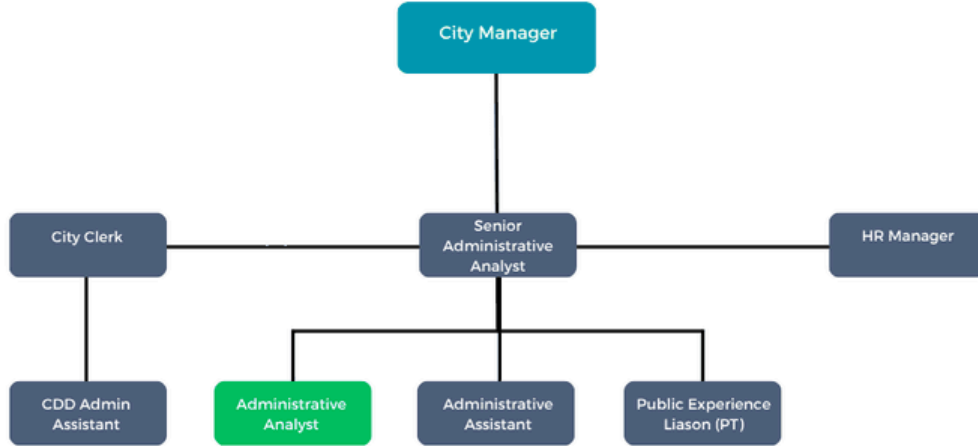 City Manager
City Clerk
Senior
Administrative
Analyst
HR Manager
CDD Admin
Assistant
Administrative
Analyst
Administrative
Assistant
Public Experience
Liason (PT)